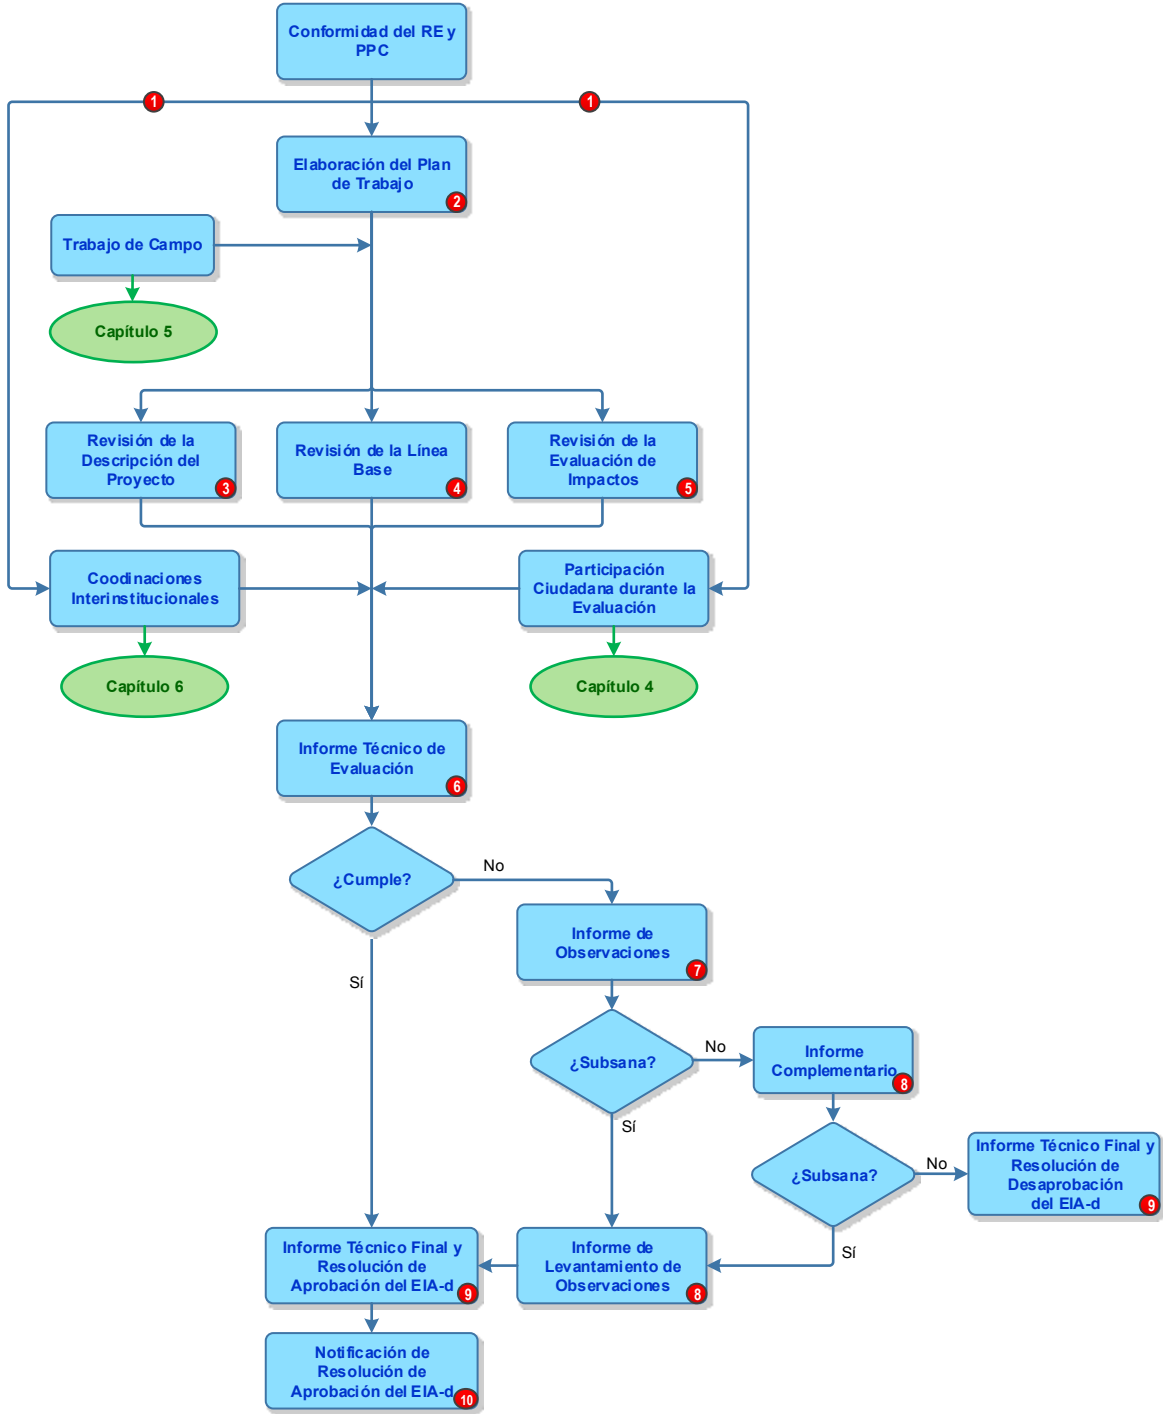 Conformidad del RE y
PPC
1
1
Elaboración del Plan
de Trabajo
2
Trabajo de Campo
Capítulo 5
Revisión de la
Descripción del
Proyecto
3
Revisión de la Línea
Base
4
Revisión de la
Evaluación de
Impactos
5
Coodinaciones
Interinstitucionales
Participación
Ciudadana durante la
Evaluación
Capítulo 6
Capítulo 4
Informe Técnico de
Evaluación
6
¿Cumple?
No
Sí
Informe de
Observaciones
7
¿Subsana?
No
Sí
Informe
Complementario
8
¿Subsana?
No
Sí
Informe Técnico Final y
Resolución de
Desaprobación
del EIA-d
9
Informe Técnico Final y
Resolución de
Aprobación del EIA-d
9
Informe de
Levantamiento de
Observaciones
8
Notificación de
Resolución de
Aprobación del EIA-d
10